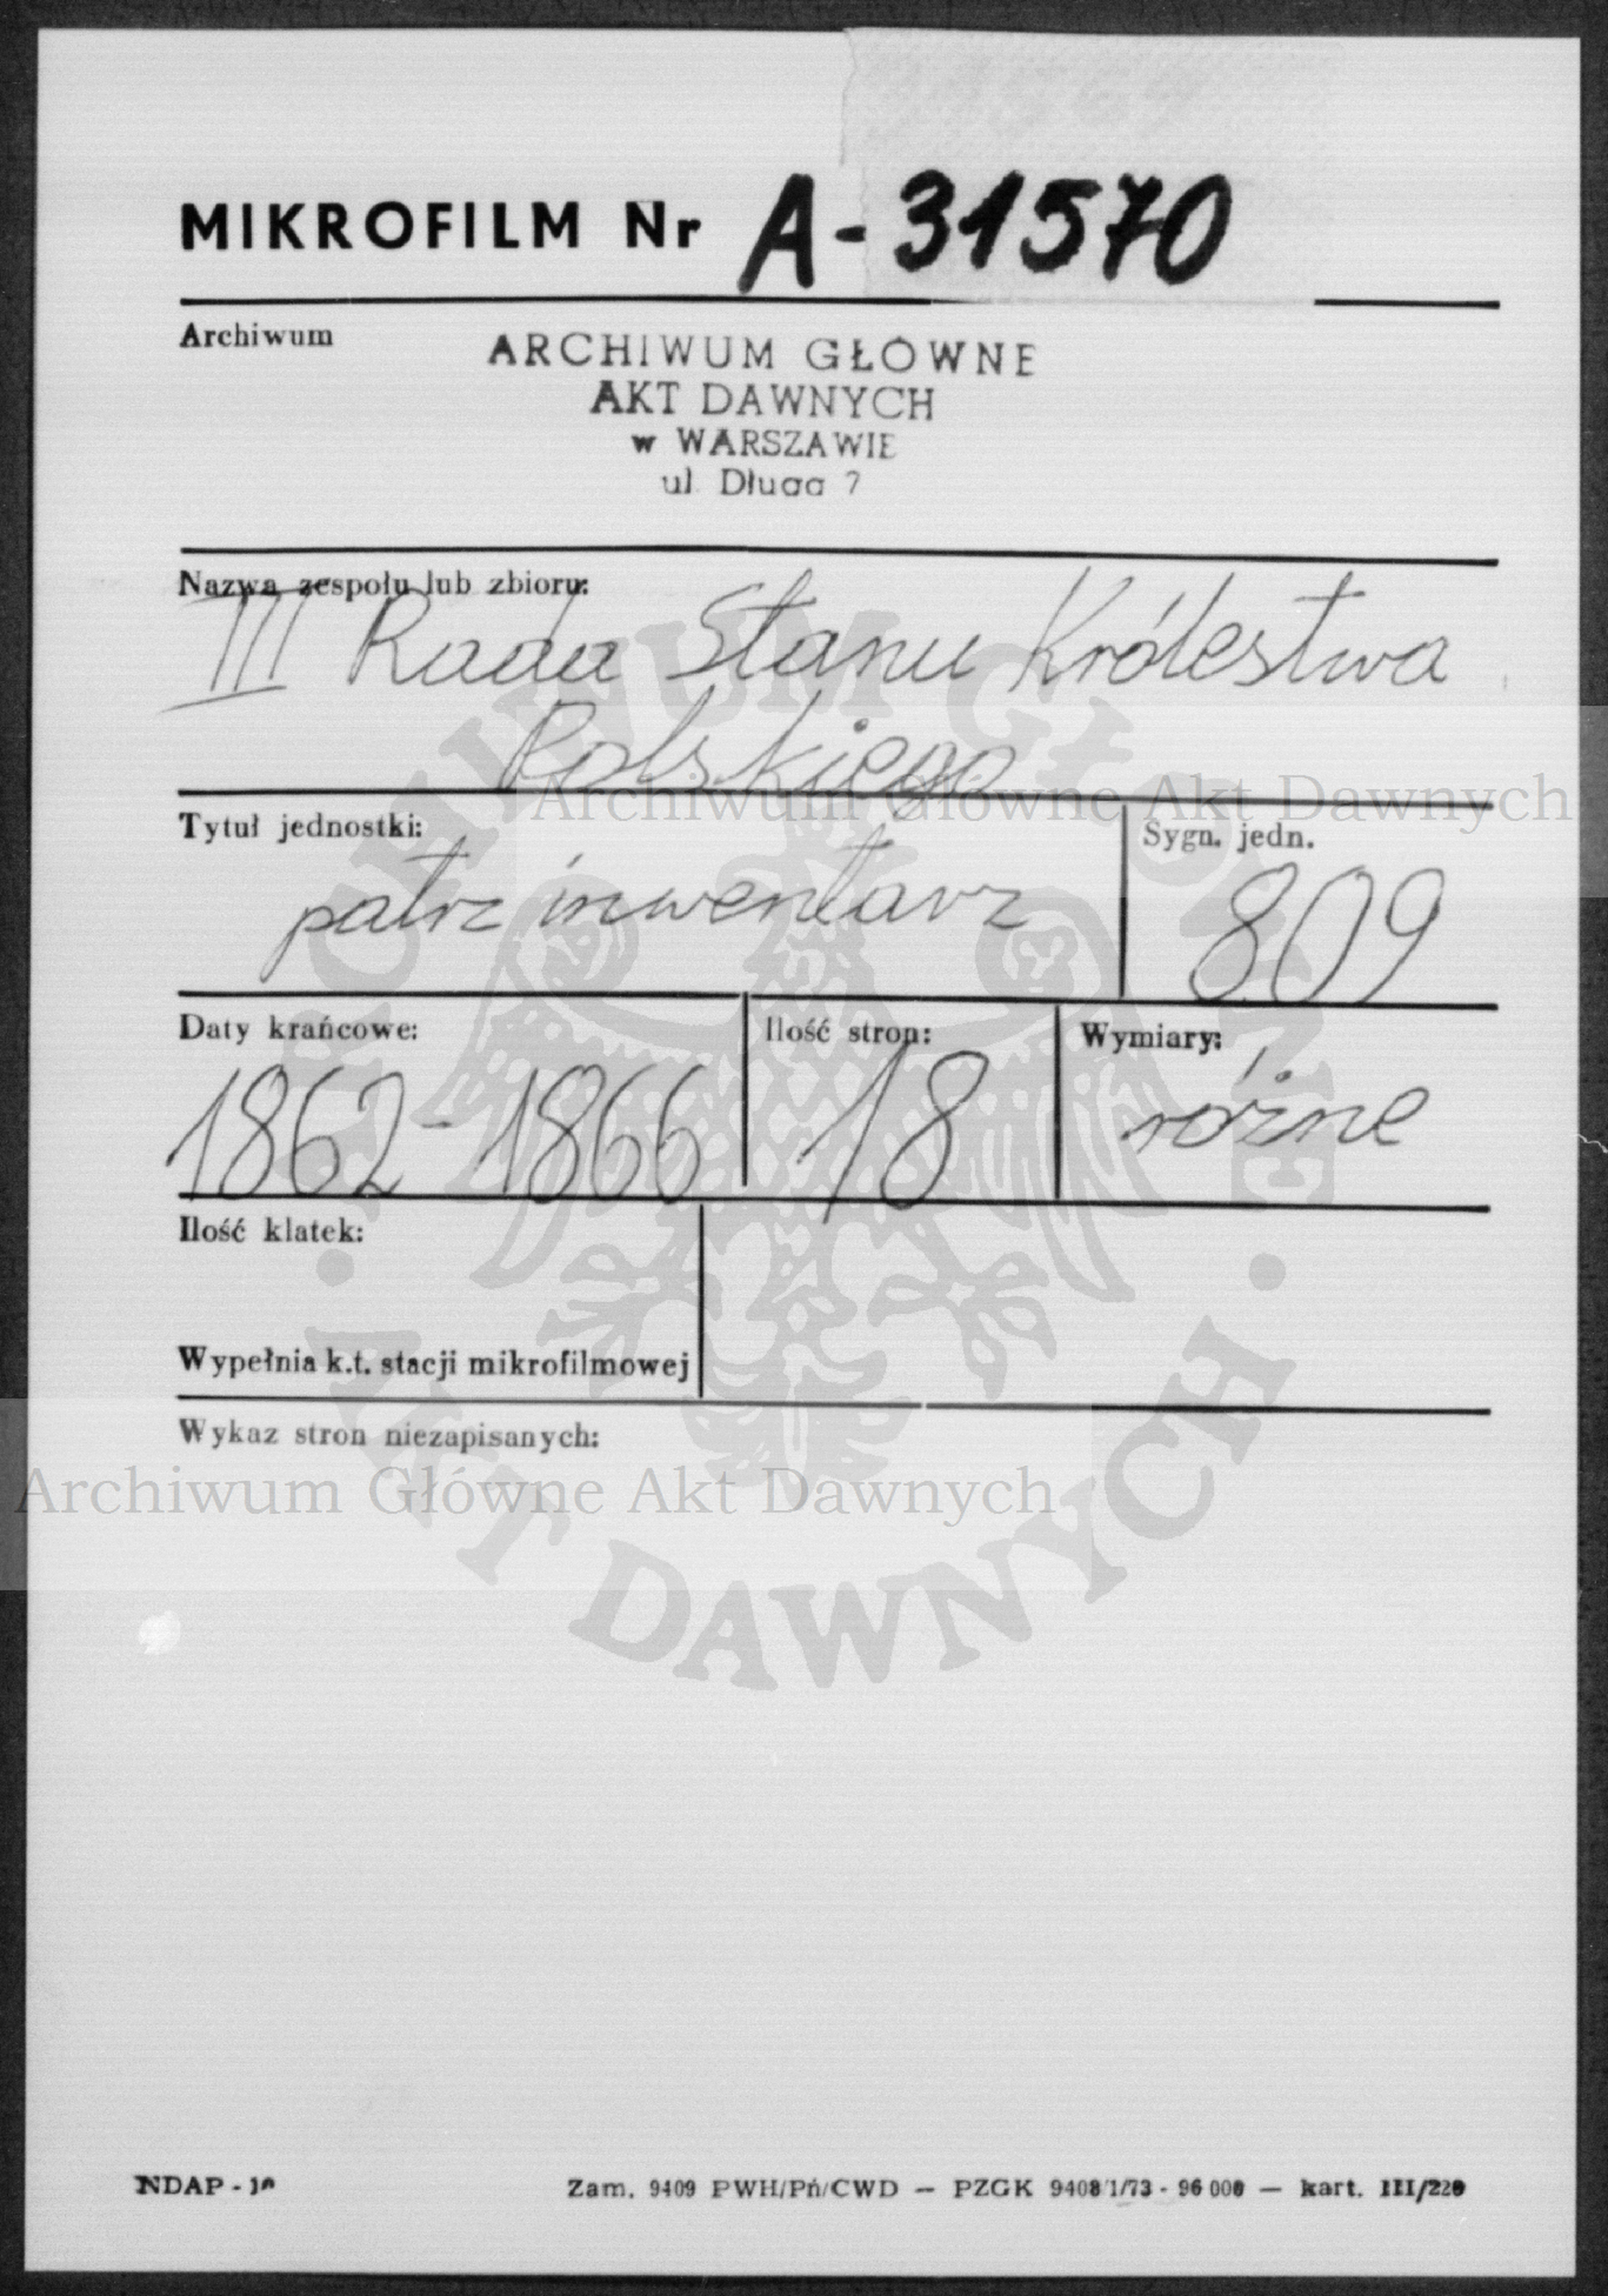 MIKROFILM Nr A-31570
Archiwum
ARCHIWUM GŁÓWNE
AKT DAWNYCH
w WARSZAWIE
ul. Długa 7
Nazwa zespołu lub zbioru:
III Rada Stanu Królestwa
Polskiego
Archiwum Główne Akt Dawnych
Tytuł jednostki:
Sygn. jedn.
patrz inwentarz
809
Daty krańcowe:
Ilość stron:
Wymiary:
1862-1866
18
różne
Ilość klatek:
Wypełnia k.t. stacji mikrofilmowej
Wykaz stron niezapisanych:
Archiwum Główne Akt Dawnych
ARCHIWUM GŁÓWNE
AKT DAWNYCH
NDAP -
Zam. 9409 PWH/Pń/CWD — PZGK 9408/1/73 - 96 000 — kart. III/220